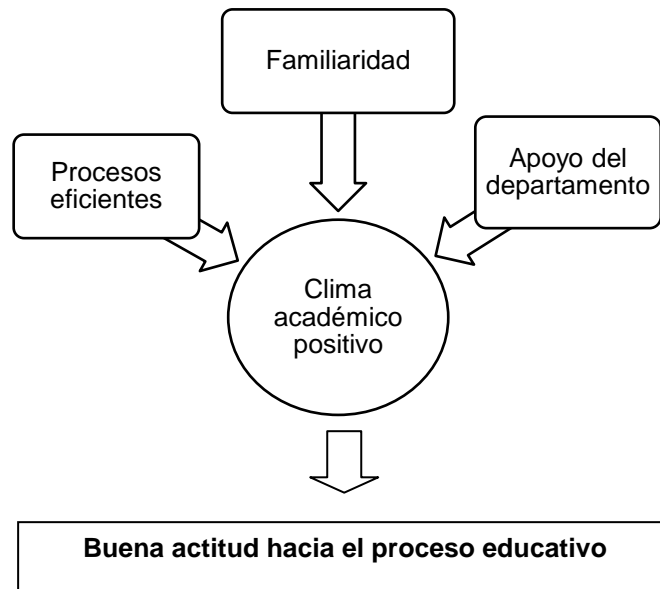 Familiaridad
Procesos
eficientes
Apoyo del
departamento
Clima
académico
positivo
Buena actitud hacia el proceso educativo